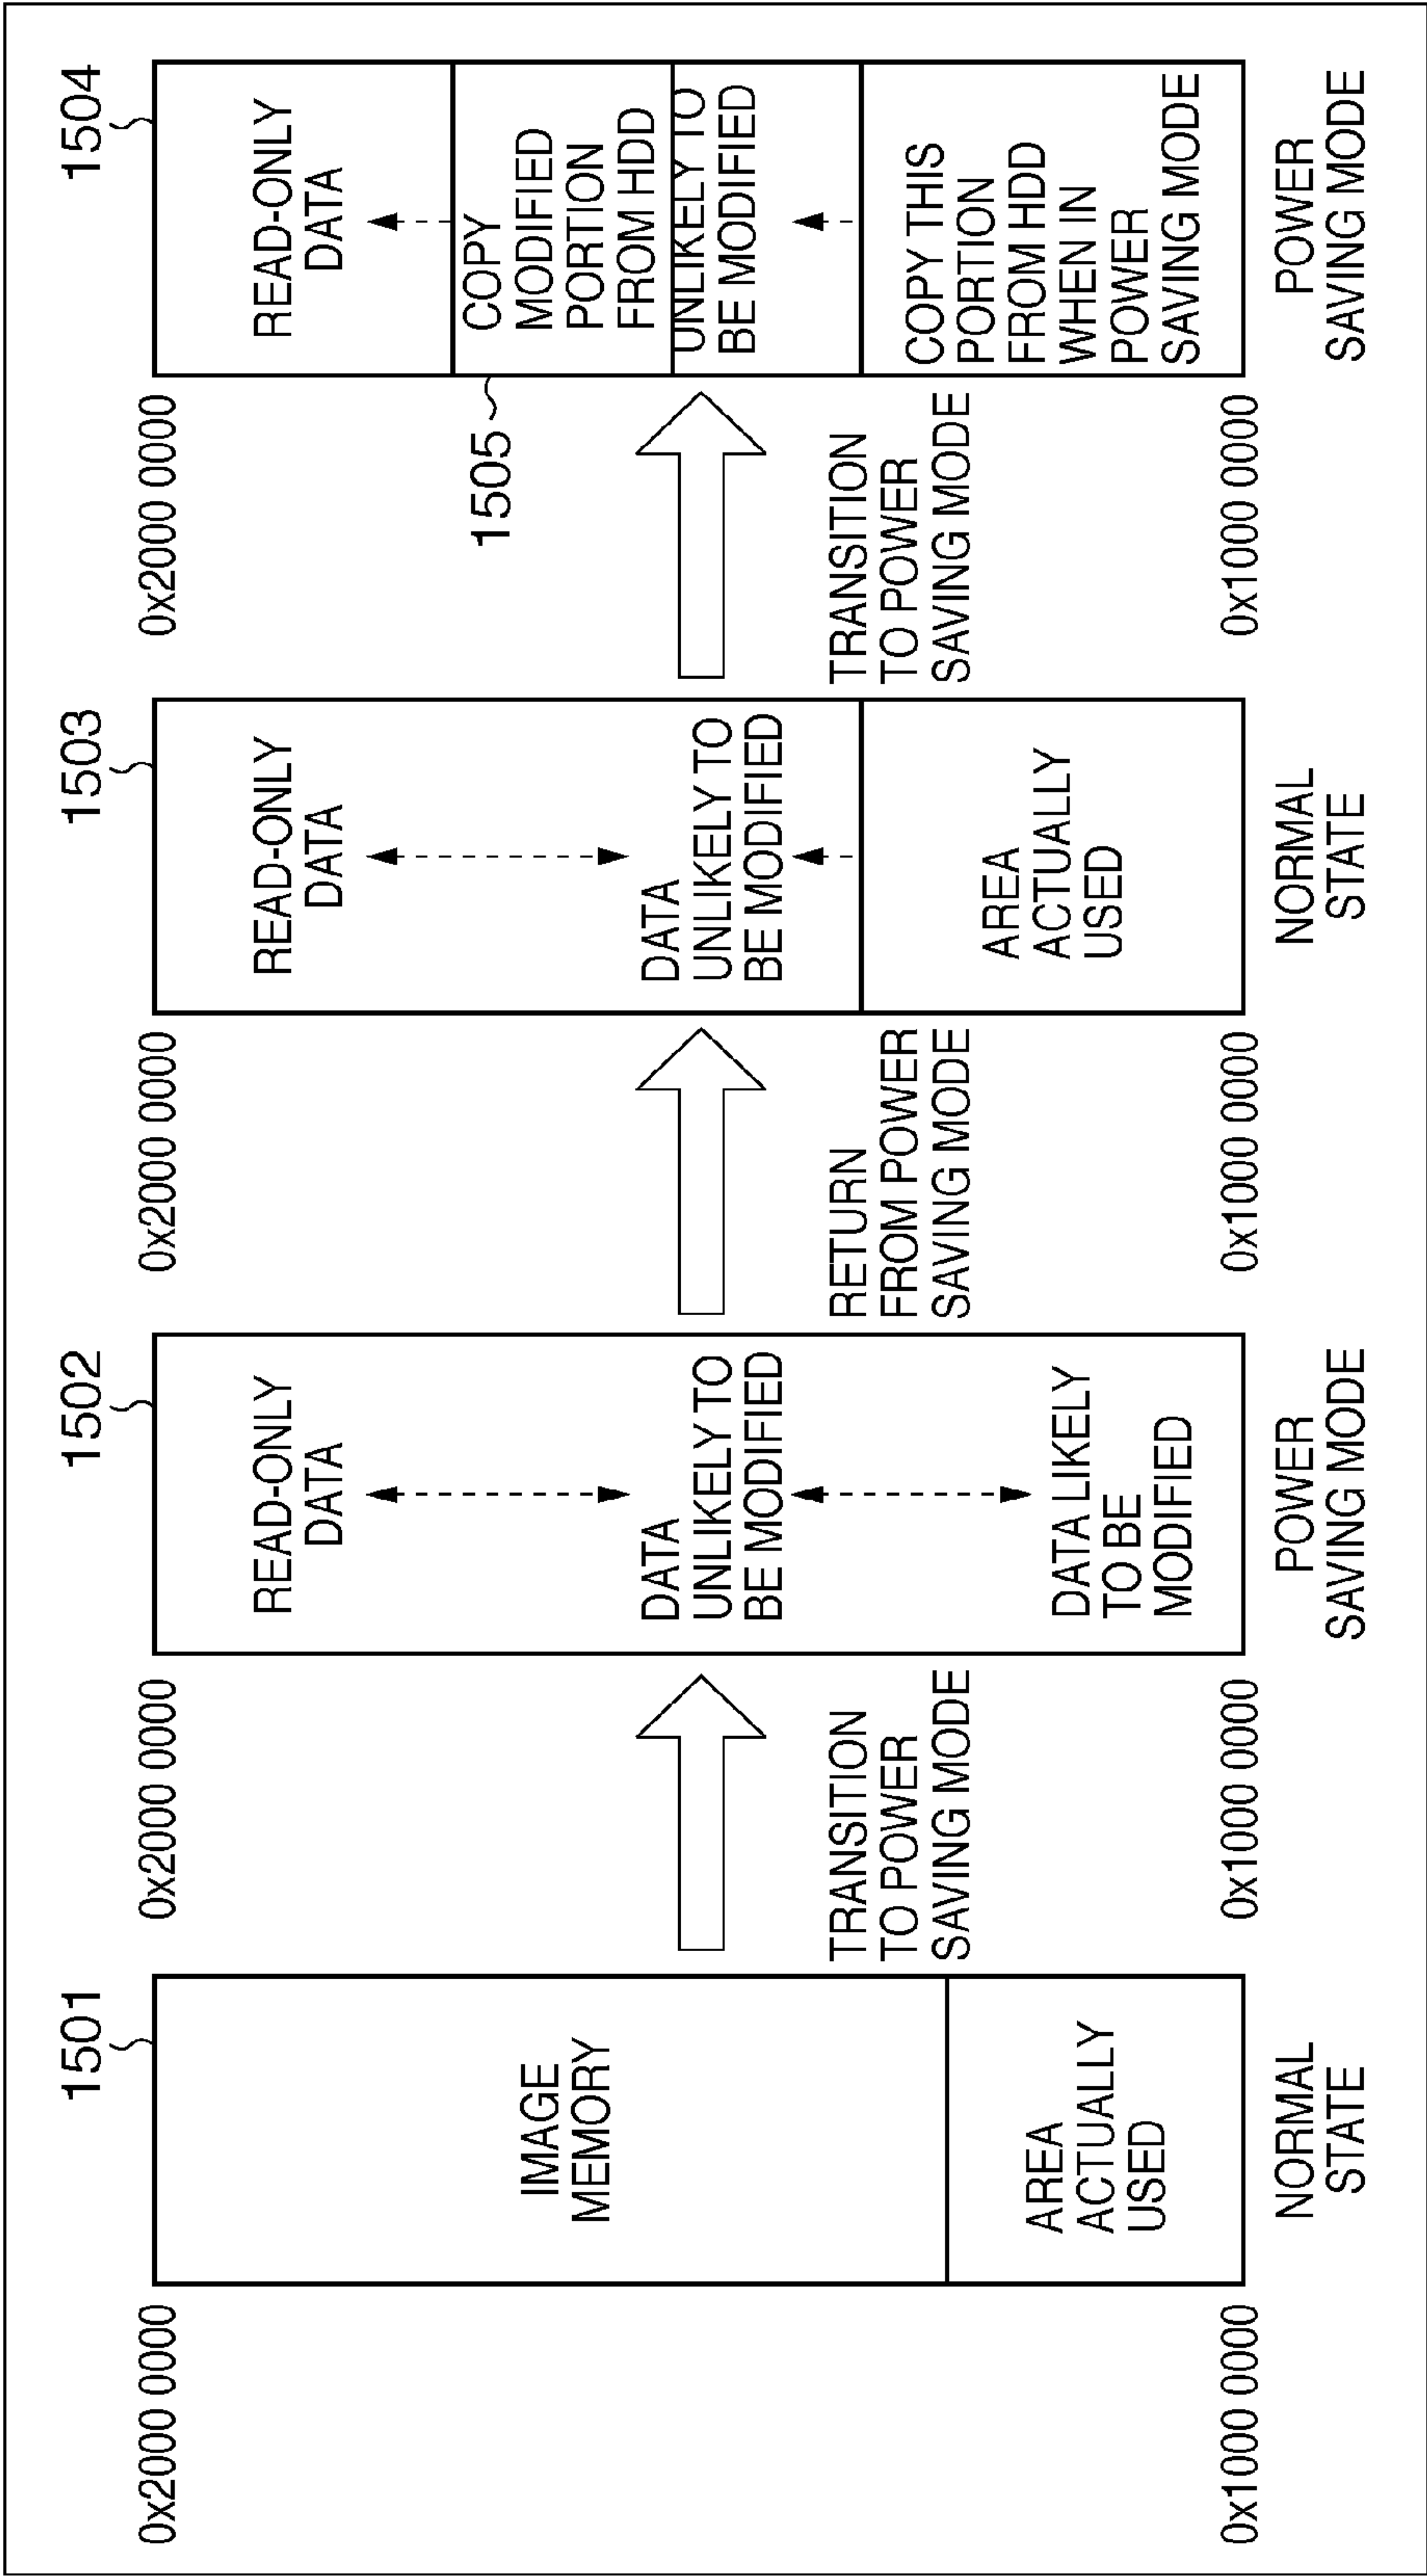 1501
0x2000 0000
IMAGE
MEMORY
AREA
ACTUALLY
USED
0x1000 0000
NORMAL
STATE
TRANSITION
TO POWER
SAVING MODE
1502
0x2000 0000
READ-ONLY
DATA
DATA
UNLIKELY TO
BE MODIFIED
DATA LIKELY
TO BE
MODIFIED
0x1000 0000
POWER
SAVING MODE
RETURN
FROM POWER
SAVING MODE
1503
0x2000 0000
READ-ONLY
DATA
DATA
UNLIKELY TO
BE MODIFIED
AREA
ACTUALLY
USED
0x1000 0000
NORMAL
STATE
TRANSITION
TO POWER
SAVING MODE
1504
0x2000 0000
READ-ONLY
DATA
1505
COPY
MODIFIED
PORTION
FROM HDD
UNLIKELY TO
BE MODIFIED
COPY THIS
PORTION
FROM HDD
WHEN IN
POWER
SAVING MODE
0x1000 0000
POWER
SAVING MODE